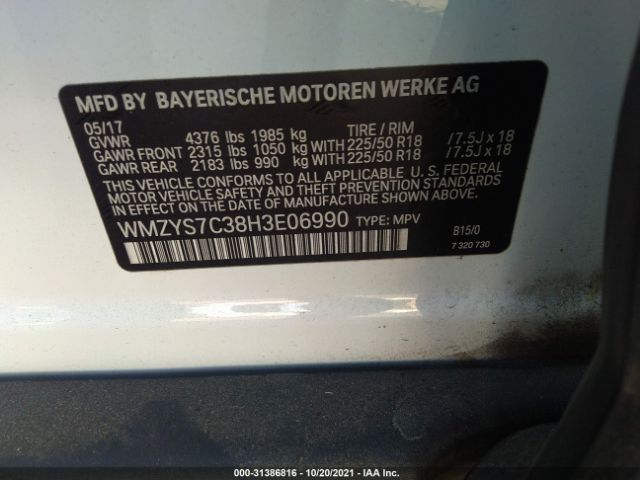 MFD BY BAYERISCHE MOTOREN WERKE AG
05/17
GVWR 4376 lbs 1985 kg TIRE / RIM
GAWR FRONT 2315 lbs 1050 kg WITH 225/50 R18 /7.5J x 18
GAWR REAR 2183 lbs 990 kg WITH 225/50 R18 /7.5J x 18
THIS VEHICLE CONFORMS TO ALL APPLICABLE U. S. FEDERAL
MOTOR VEHICLE SAFETY, BUMPER, AND THEFT PREVENTION
STANDARDS IN EFFECT ON THE DATE OF MANUFACTURE SHOWN ABOVE.
WMZYS7C38H3E06990 TYPE: MPV
B15/0
7 320 730
000-31386816 | 10/20/2021 | IAA Inc.